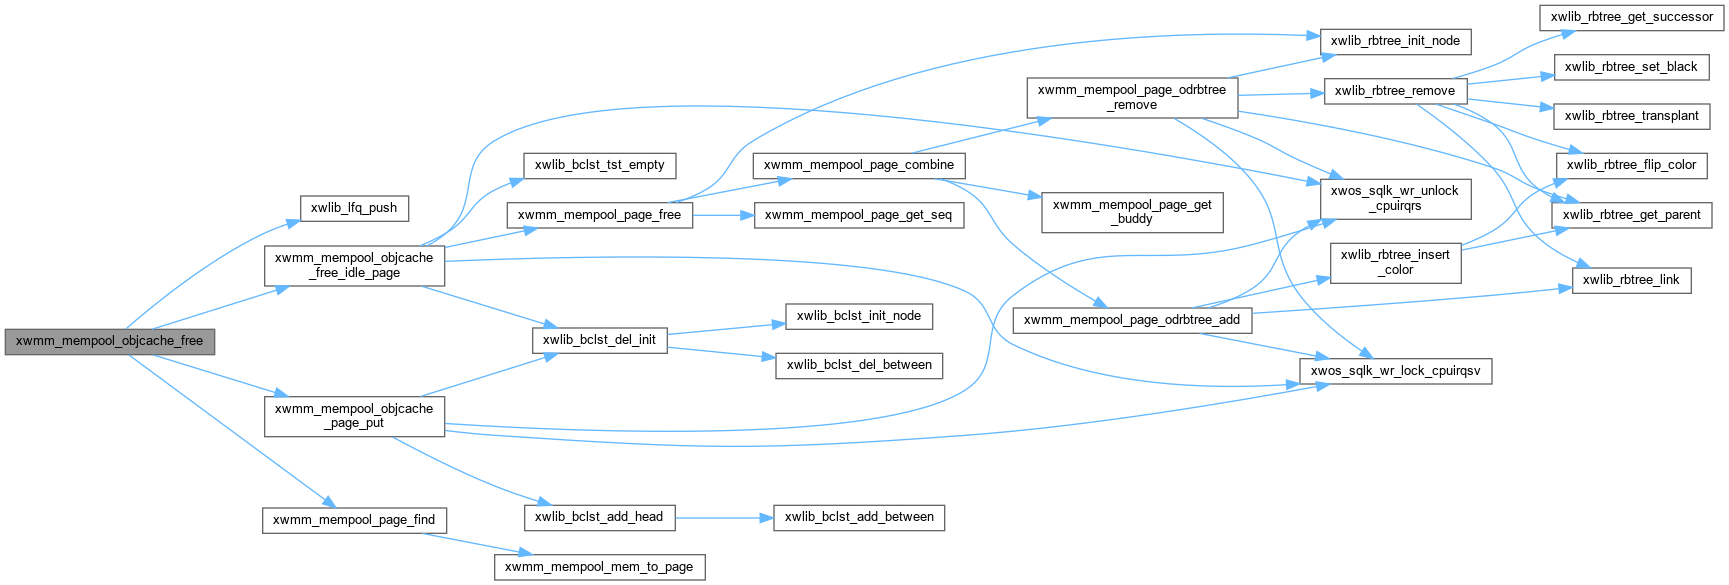 xwmm_mempool_objcache_free
xwlib_lfq_push
xwmm_mempool_objcache
_free_idle_page
xwmm_mempool_objcache
_page_put
xwmm_mempool_page_find
xwlib_bclst_tst_empty
xwmm_mempool_page_free
xwlib_bclst_del_init
xwlib_bclst_add_head
xwmm_mempool_mem_to_page
xwmm_mempool_page_combine
xwmm_mempool_page_get_seq
xwlib_bclst_init_node
xwlib_bclst_del_between
xwlib_bclst_add_between
xwmm_mempool_page_odrbtree
_remove
xwmm_mempool_page_get
_buddy
xwmm_mempool_page_odrbtree_add
xwlib_rbtree_init_node
xwlib_rbtree_remove
xwos_sqlk_wr_unlock
_cpuirqrs
xwlib_rbtree_insert
_color
xwos_sqlk_wr_lock_cpuirqsv
xwlib_rbtree_get_successor
xwlib_rbtree_set_black
xwlib_rbtree_transplant
xwlib_rbtree_flip_color
xwlib_rbtree_get_parent
xwlib_rbtree_link